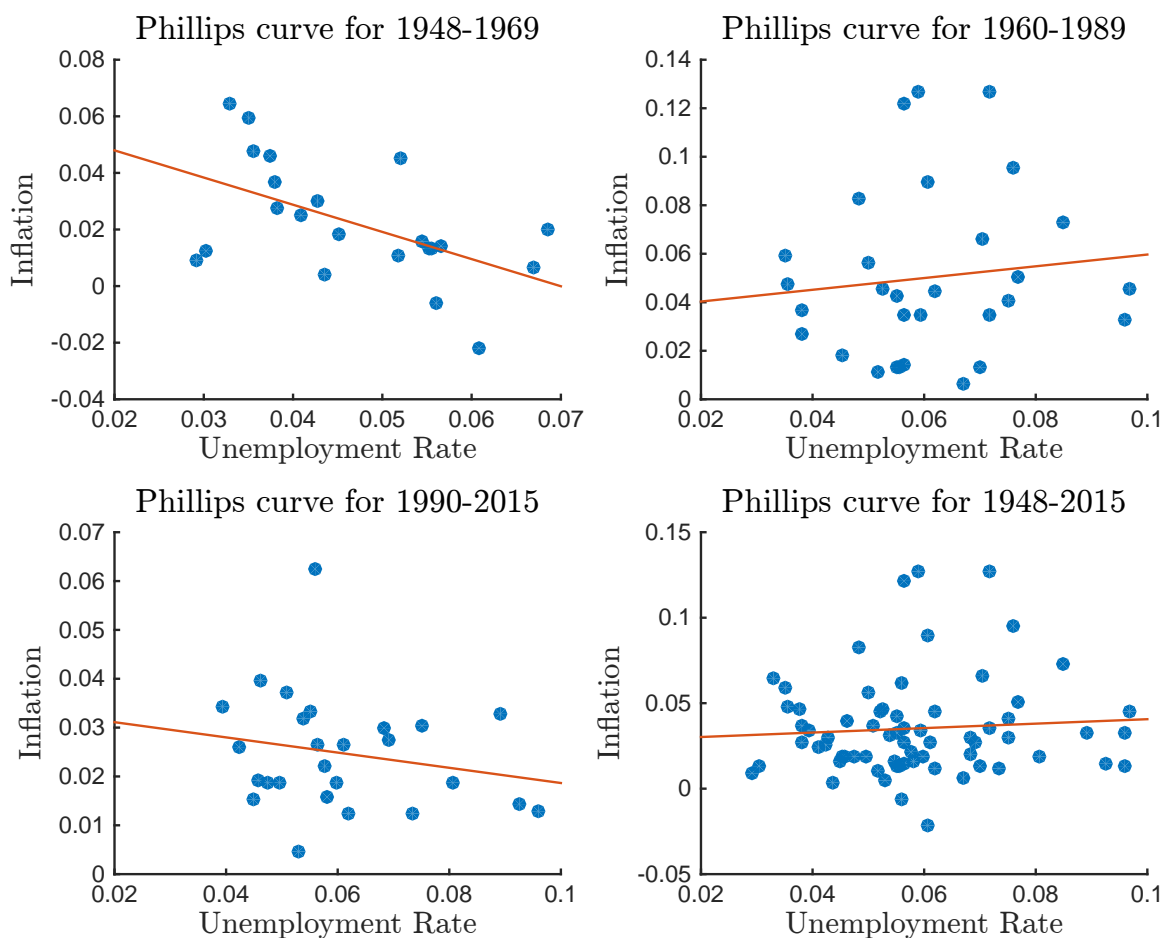 Phillips curve for 1948-1969
0.08
0.06
0.04
0.02
0
-0.02
-0.04
Inflation
0.02 0.03 0.04 0.05 0.06 0.07
Unemployment Rate
Phillips curve for 1960-1989
0.14
0.12
0.1
0.08
0.06
0.04
0.02
0
Inflation
0.02 0.04 0.06 0.08 0.1
Unemployment Rate
Phillips curve for 1990-2015
0.07
0.06
0.05
0.04
0.03
0.02
0.01
0
Inflation
0.02 0.04 0.06 0.08 0.1
Unemployment Rate
Phillips curve for 1948-2015
0.15
0.1
0.05
0
-0.05
Inflation
0.02 0.04 0.06 0.08 0.1
Unemployment Rate